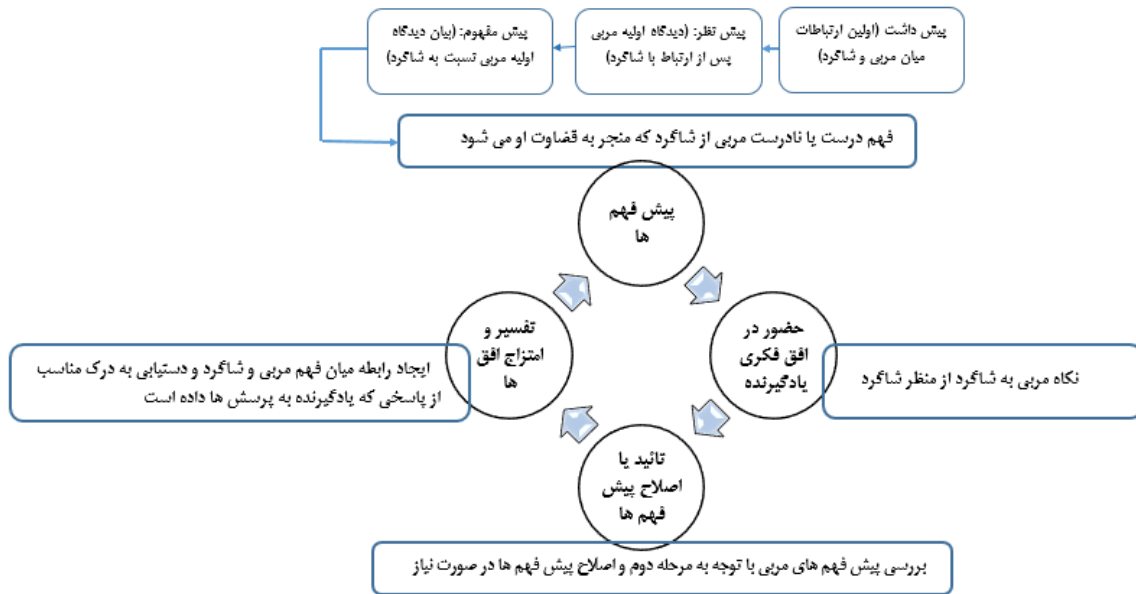 پیش داشت (اولین ارتباطات
میان مربی و شاگرد)
پیش نظر: (دیدگاه اولیه مربی
پس از ارتباط با شاگرد)
پیش مفهوم: (بیان دیدگاه
اولیه مربی نسبت به شاگرد)
فهم درست یا نادرست مربی از شاگرد که منجر به قضاوت او می شود
پیش فهم
ها
حضور در
افق فکری
یادگیرنده
نگاه مربی به شاگرد از منظر شاگرد
تائید یا
اصلاح پیش
فهم ها
بررسی پیش فهم های مربی با توجه به مرحله دوم و اصلاح پیش فهم ها در صورت نیاز
تفسیر و
امتزاج افق
ها
ایجاد رابطه میان فهم مربی و شاگرد و دستیابی به درک مناسب
از پاسخی که یادگیرنده به پرسش ها داده است